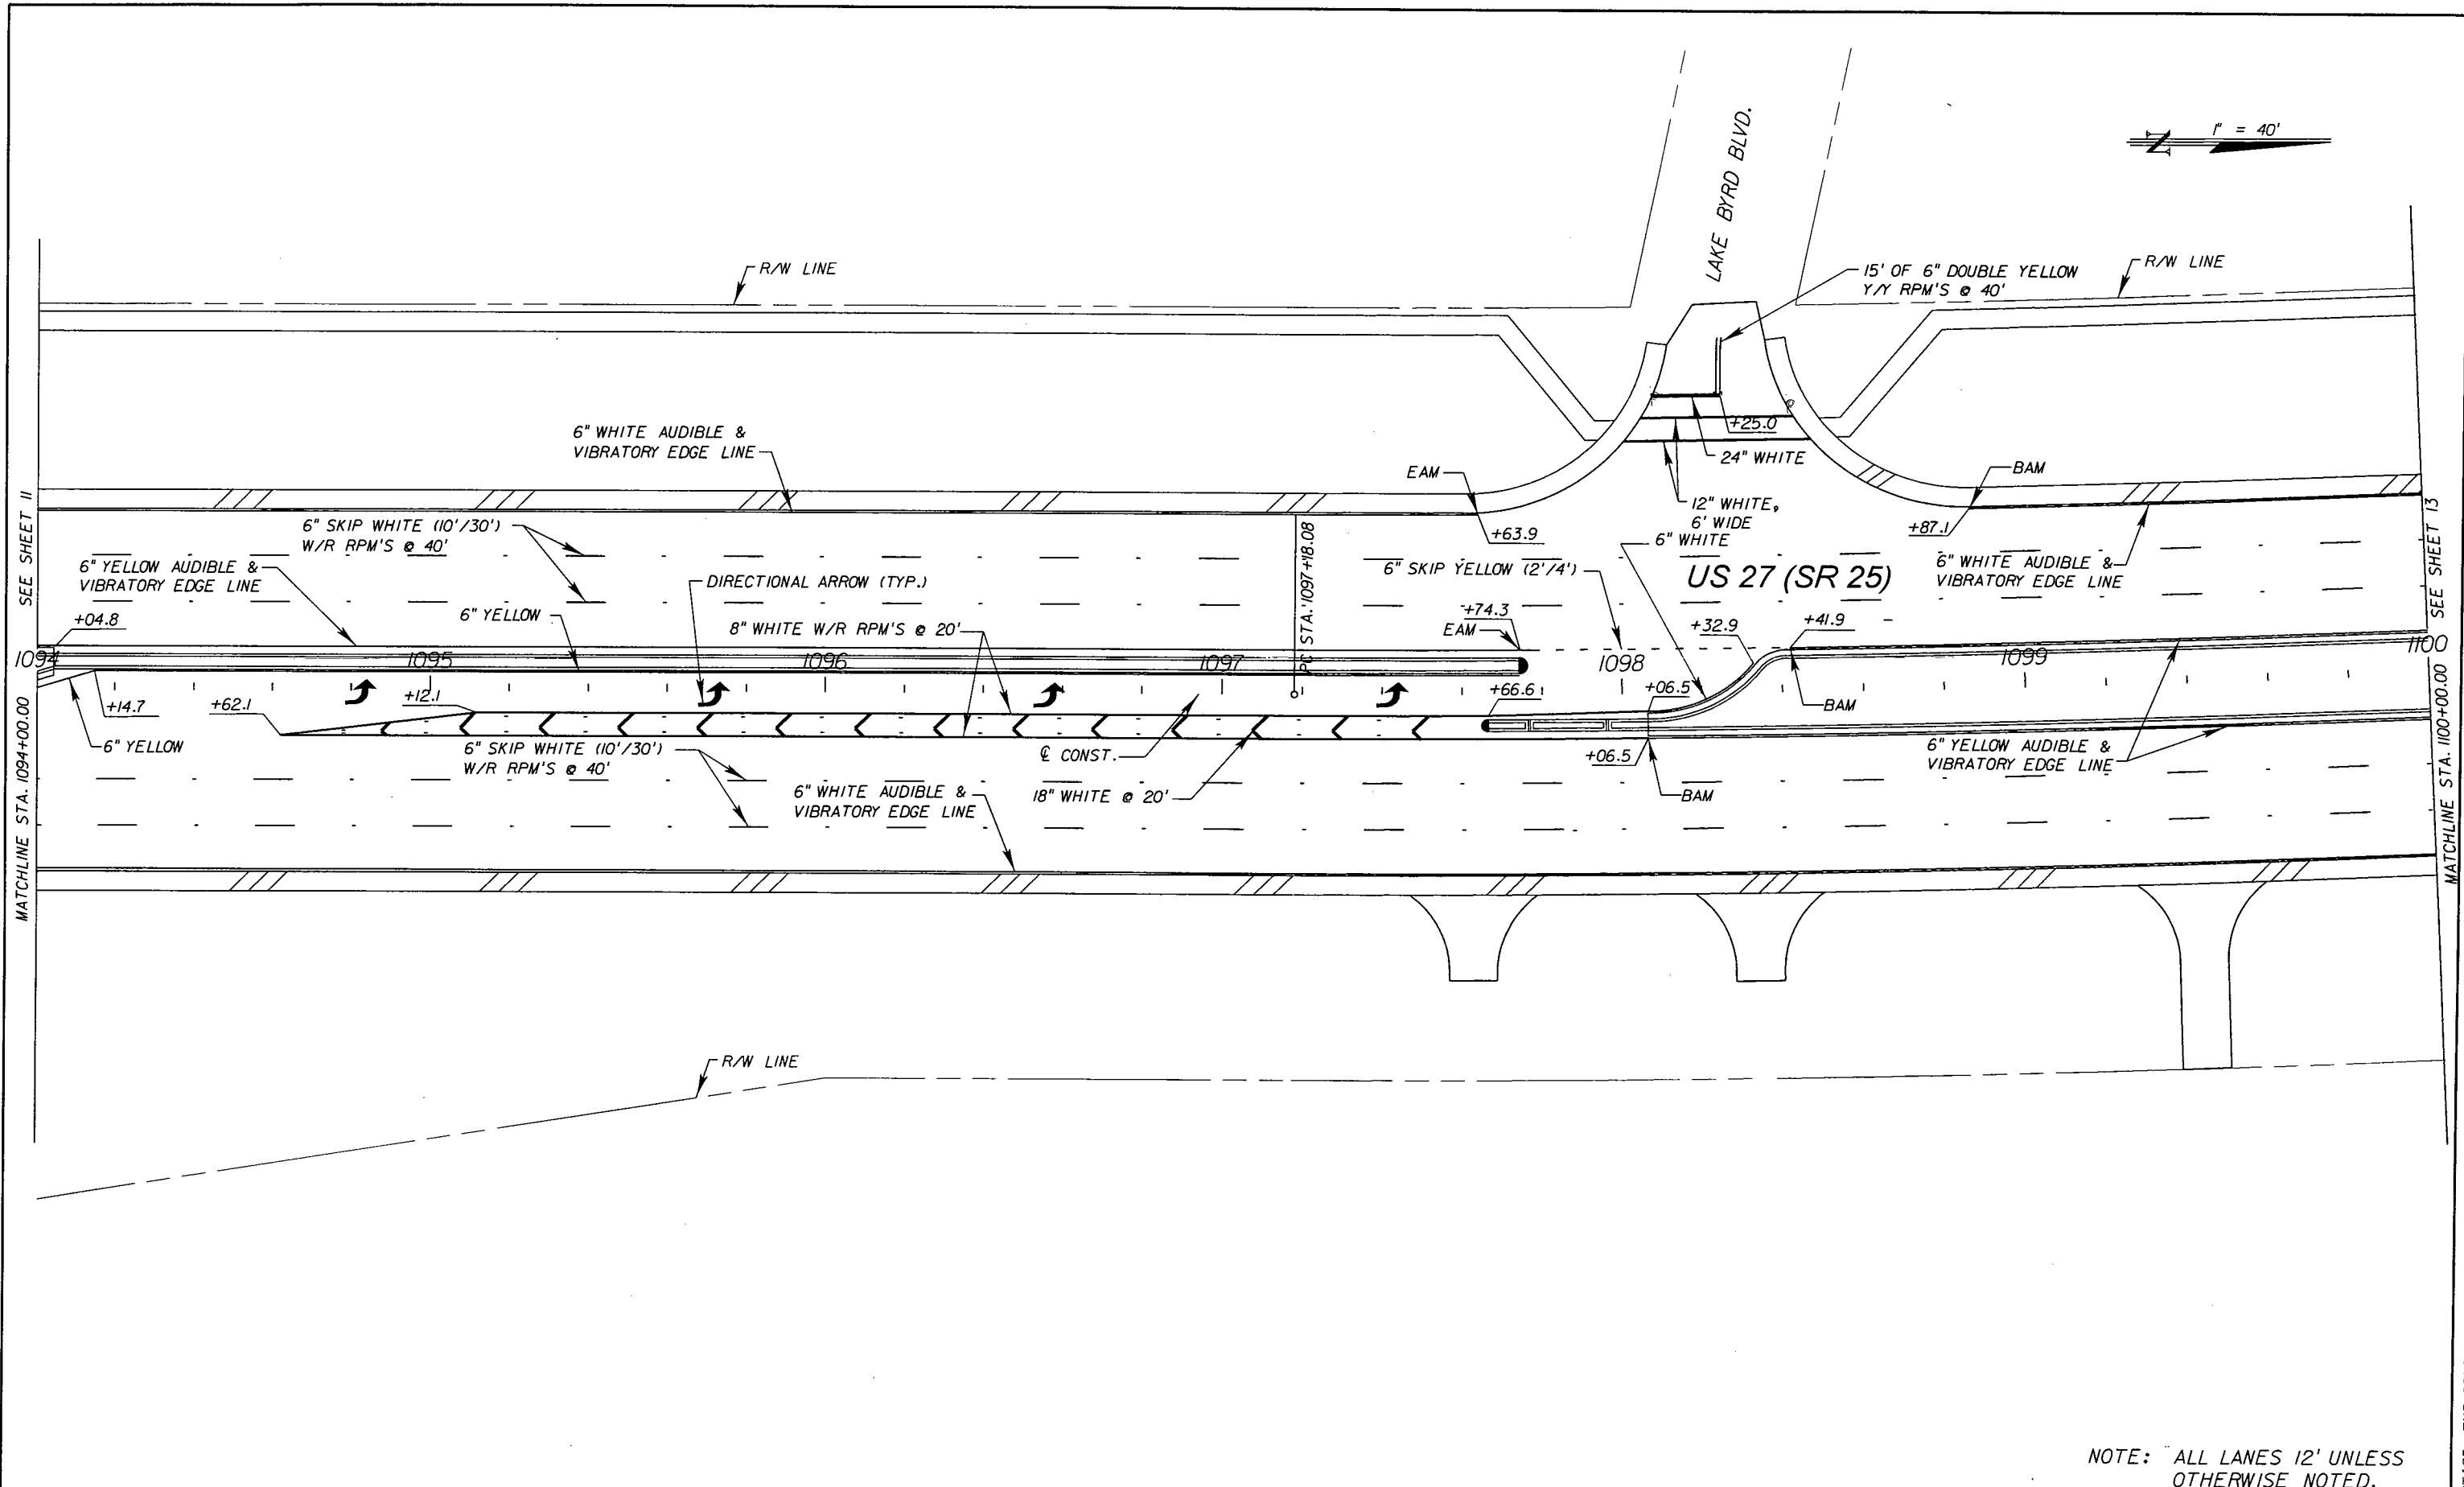 1" = 40'
N
LAKE BYRD BLVD.
R/W LINE
15' OF 6" DOUBLE YELLOW
Y/Y RPM'S @ 40'
R/W LINE
6" WHITE AUDIBLE &
VIBRATORY EDGE LINE
+25.0
24" WHITE
EAM
BAM
12" WHITE,
6' WIDE
6" WHITE
+63.9
+87.1
6" SKIP WHITE (10'/30')
W/R RPM'S @ 40'
6" YELLOW AUDIBLE &
VIBRATORY EDGE LINE
DIRECTIONAL ARROW (TYP.)
6" YELLOW
8" WHITE W/R RPM'S @ 20'
PC STA. 1097+18.08
6" SKIP YELLOW (2'/4')
US 27 (SR 25)
6" WHITE AUDIBLE &
VIBRATORY EDGE LINE
+04.8
+74.3
EAM
+32.9
+41.9
1094
1095
1096
1097
1098
1099
1100
+14.7
+62.1
+12.1
+66.6
+06.5
BAM
6" YELLOW
6" SKIP WHITE (10'/30')
W/R RPM'S @ 40'
℄ CONST.
+06.5
6" YELLOW AUDIBLE &
VIBRATORY EDGE LINE
6" WHITE AUDIBLE &
VIBRATORY EDGE LINE
18" WHITE @ 20'
BAM
MATCHLINE STA. 1094+00.00 SEE SHEET 11
MATCHLINE STA. 1100+00.00 SEE SHEET 13
R/W LINE
NOTE: ALL LANES 12' UNLESS
OTHERWISE NOTED.